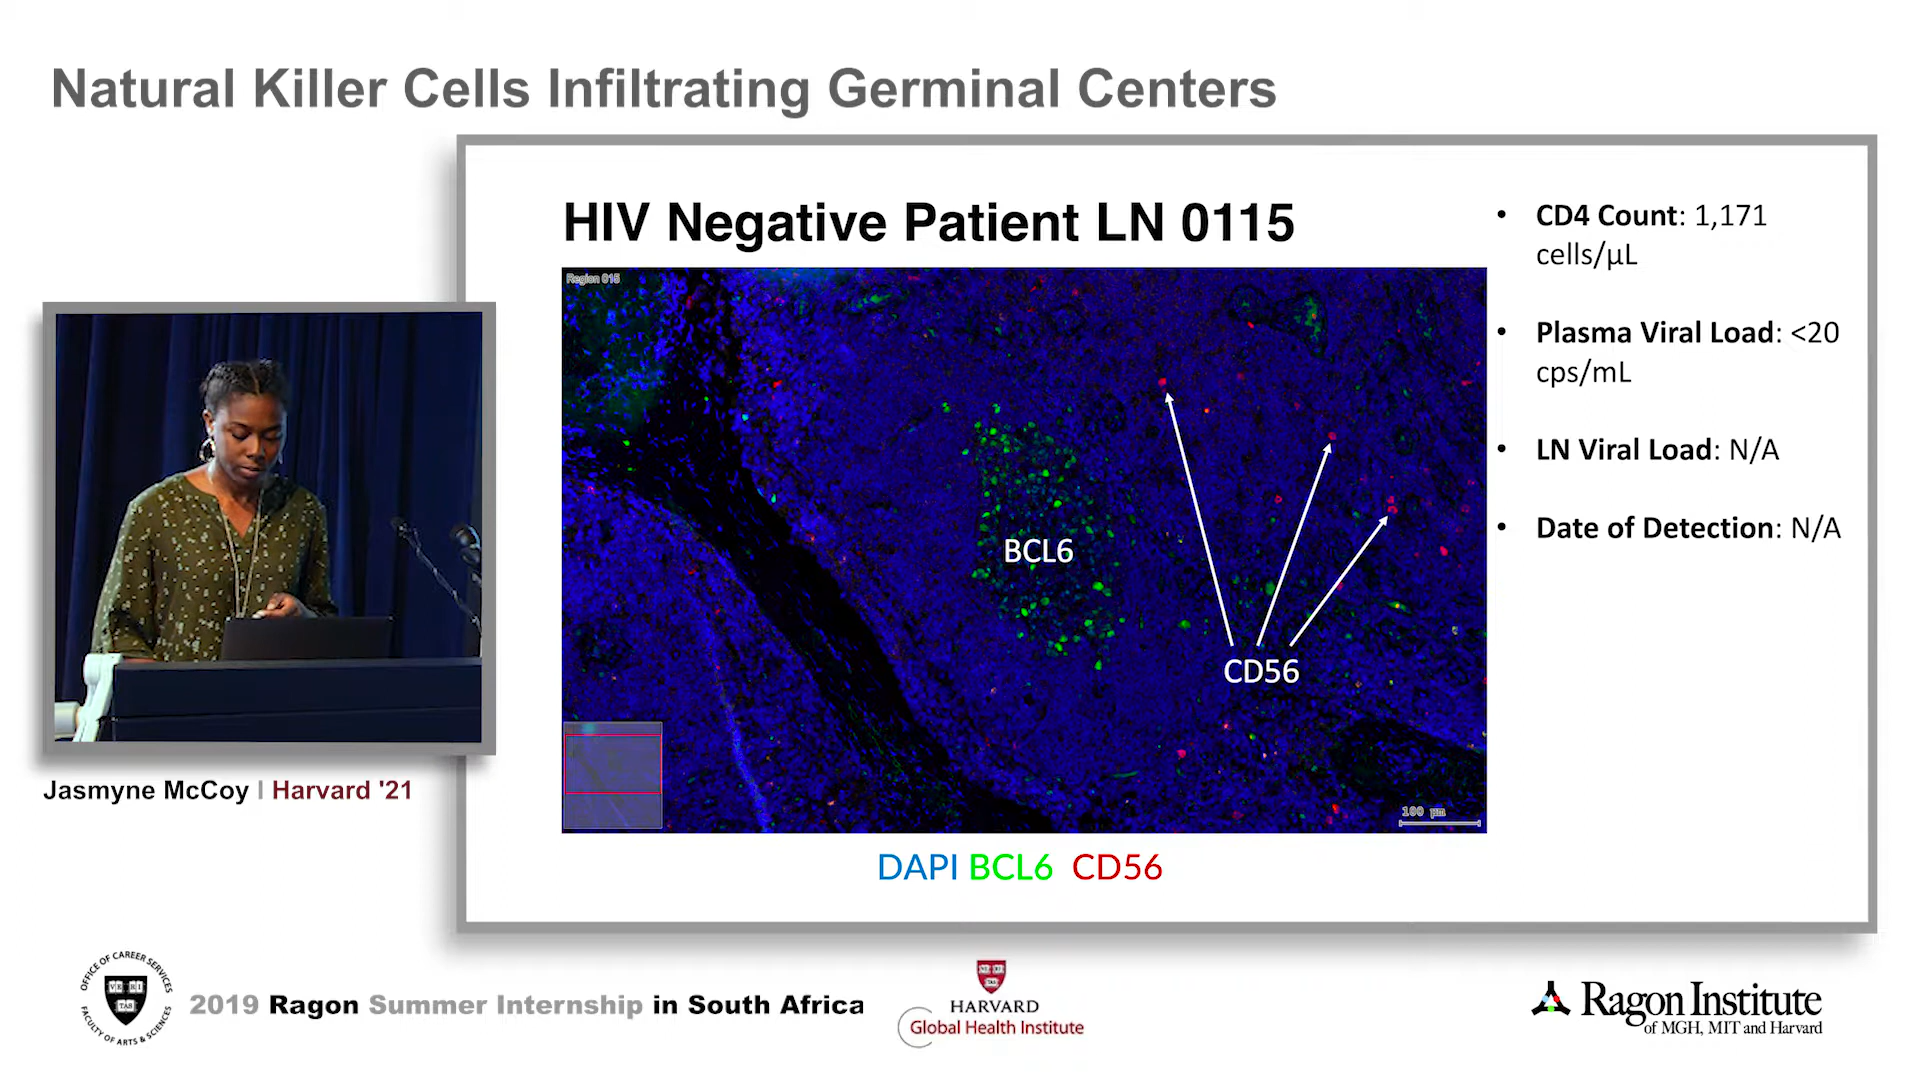 Natural Killer Cells Infiltrating Germinal Centers
HIV Negative Patient LN 0115
• CD4 Count: 1,171
cells/µL
• Plasma Viral Load: <20
cps/mL
• LN Viral Load: N/A
• Date of Detection: N/A
Region 015
BCL6
CD56
100 µm
DAPI BCL6 CD56
Jasmyne McCoy | Harvard '21
OFFICE OF CAREER SERVICES
VE RI TAS
FACULTY OF ARTS & SCIENCES
2019 Ragon Summer Internship in South Africa
HARVARD
Global Health Institute
Ragon Institute
of MGH, MIT and Harvard